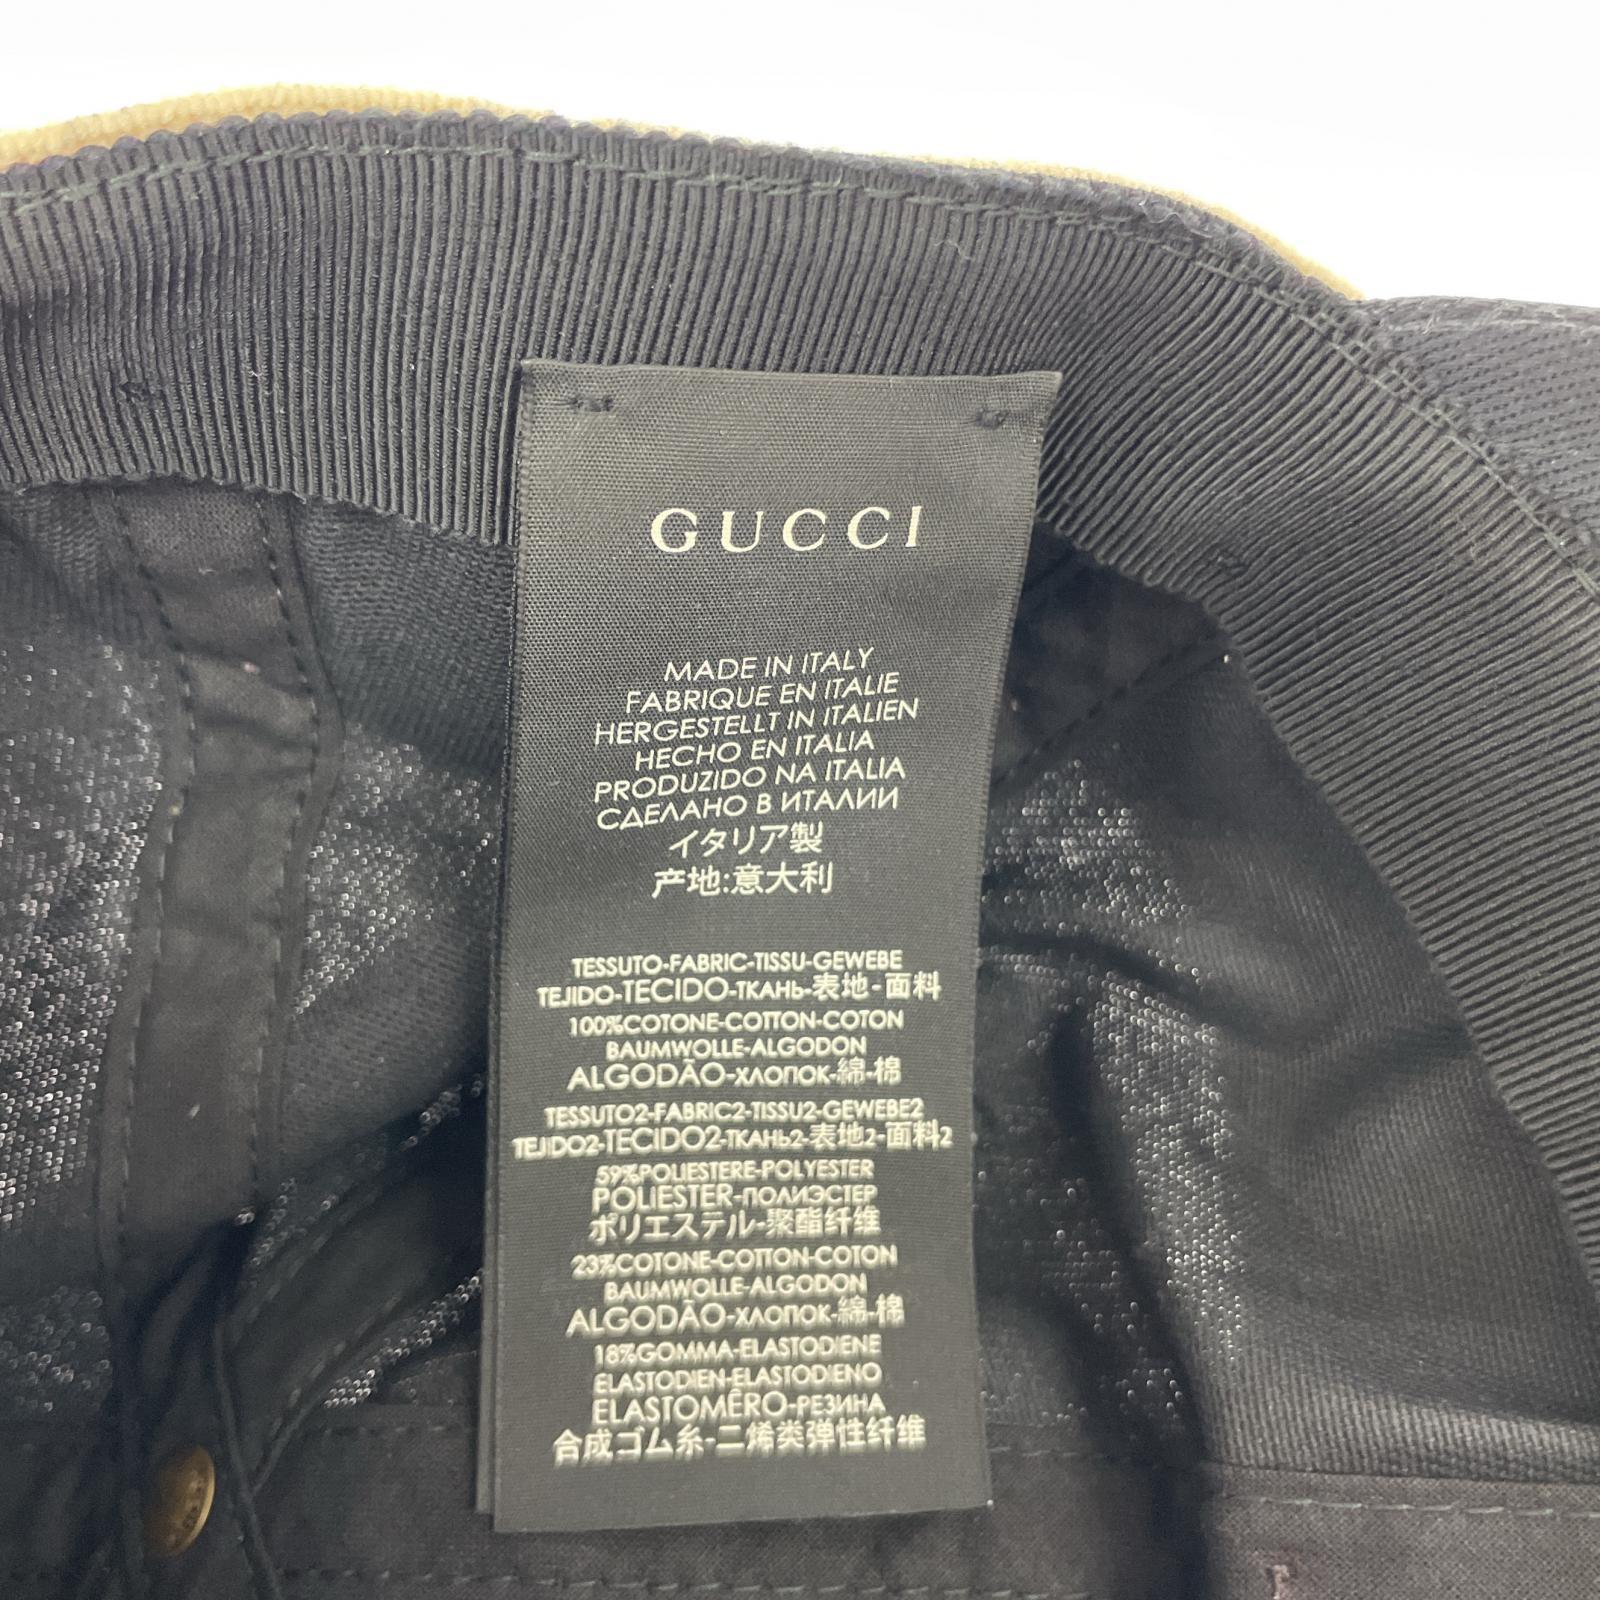 GUCCI
MADE IN ITALY
FABRIQUE EN ITALIE
HERGESTELLT IN ITALIEN
HECHO EN ITALIA
PRODUZIDO NA ITALIA
СДЕЛАНО В ИТАЛИИ
イタリア製
产地:意大利
TESSUTO-FABRIC-TISSU-GEWEBE
TEJIDO-TECIDO-ТКАНЬ-表地-面料
100%COTONE-COTTON-COTON
BAUMWOLLE-ALGODON
ALGODÃO-ХЛОПОК-綿-棉
TESSUTO2-FABRIC2-TISSU2-GEWEBE2
TEJIDO2-TECIDO2-ТКАНЬ2-表地2-面料2
59%POLIESTERE-POLYESTER
POLIESTER-ПОЛИЭСТЕР
ポリエステル-聚酯纤维
23%COTONE-COTTON-COTON
BAUMWOLLE-ALGODON
ALGODÃO-ХЛОПОК-綿-棉
18%GOMMA-ELASTODIENE
ELASTODIEN-ELASTODIENO
ELASTOMÊRO-РЕЗИНА
合成ゴム糸-二烯类弹性纤维